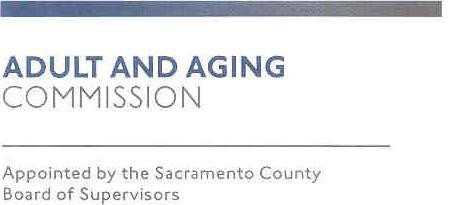 ADULT AND AGING
COMMISSION
Appointed by the Sacramento County
Board of Supervisors